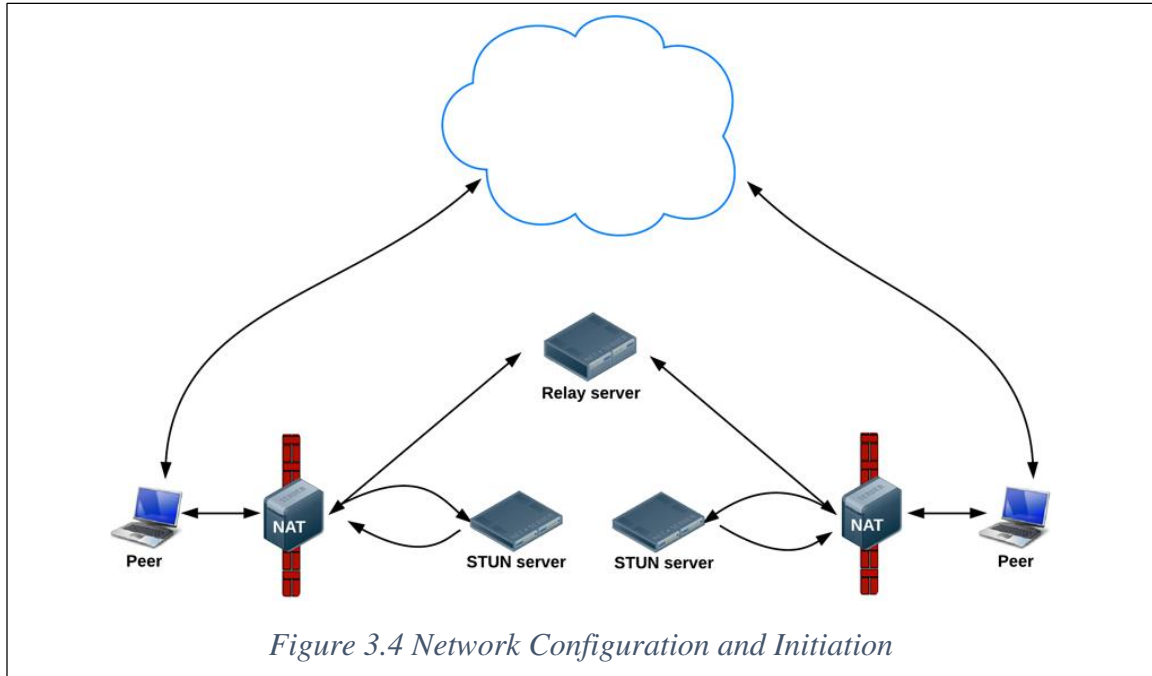 Relay server
NAT
NAT
Peer
STUN server
STUN server
Peer
Figure 3.4 Network Configuration and Initiation